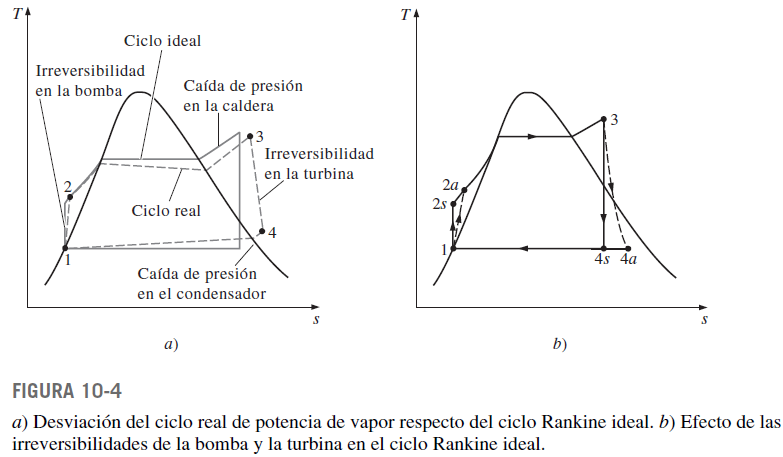 T
Ciclo ideal
Irreversibilidad
en la bomba
Caída de presión
en la caldera
3
Irreversibilidad
en la turbina
2
Ciclo real
4
1
Caída de presión
en el condensador
s
a)
T
3
2a
2s
1
4s 4a
s
b)
FIGURA 10-4
a) Desviación del ciclo real de potencia de vapor respecto del ciclo Rankine ideal. b) Efecto de las
irreversibilidades de la bomba y la turbina en el ciclo Rankine ideal.